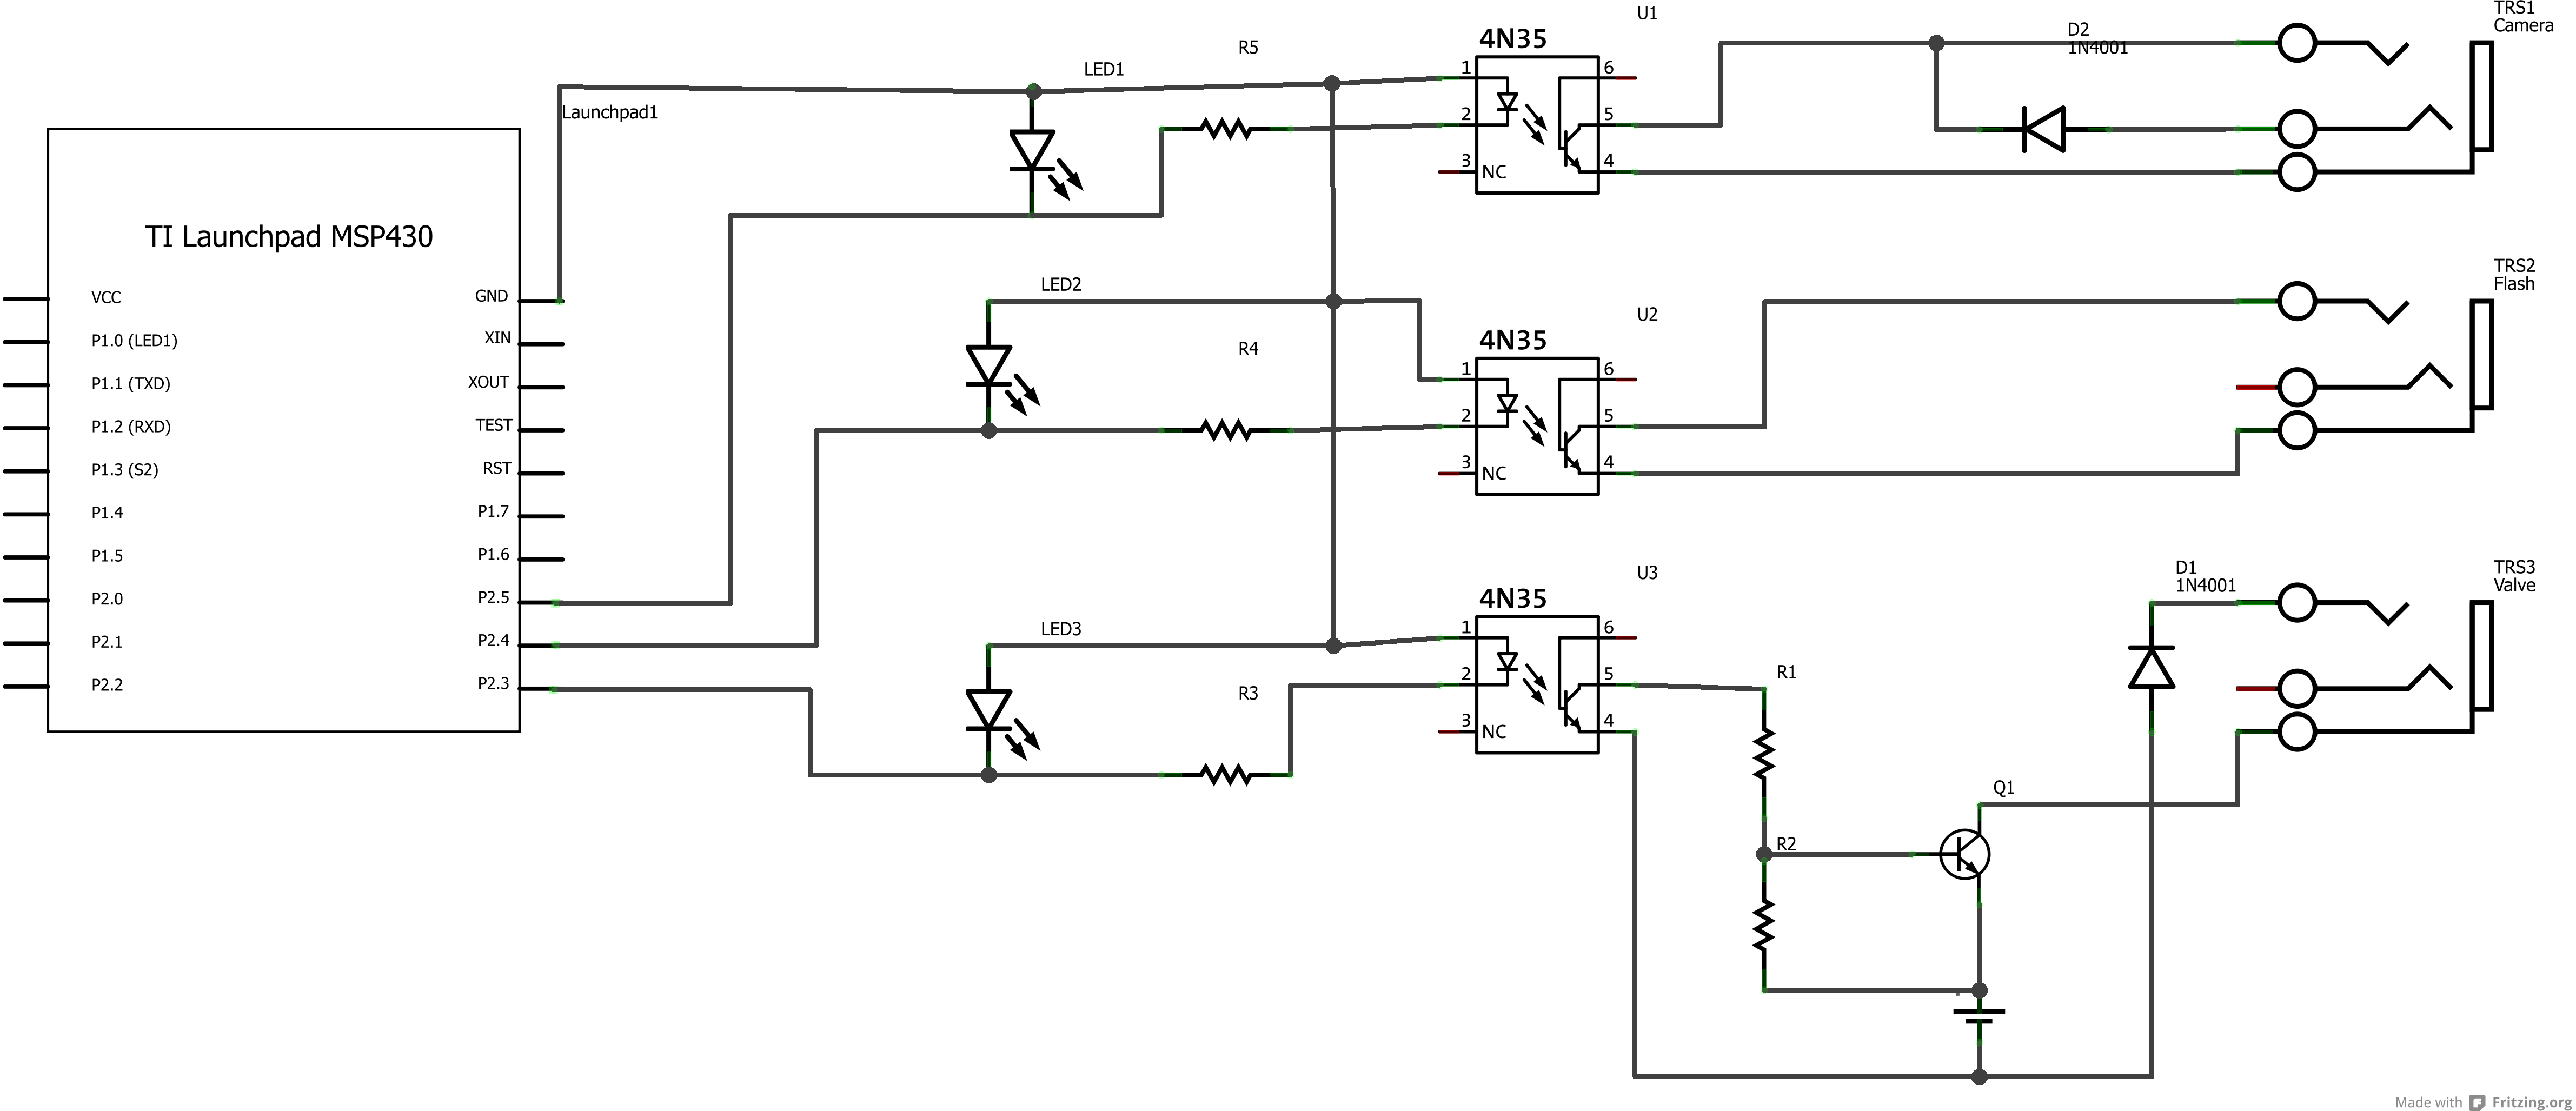 TI Launchpad MSP430
Launchpad1
VCC
P1.0 (LED1)
P1.1 (TXD)
P1.2 (RXD)
P1.3 (S2)
P1.4
P1.5
P2.0
P2.1
P2.2
GND
XIN
XOUT
TEST
RST
P1.7
P1.6
P2.5
P2.4
P2.3
LED1
R5
LED2
R4
LED3
R3
U1
4N35
1
2
3
NC
6
5
4
U2
4N35
1
2
3
NC
6
5
4
U3
4N35
1
2
3
NC
6
5
4
D2
1N4001
TRS1
Camera
TRS2
Flash
D1
1N4001
TRS3
Valve
R1
R2
Q1
Made with Fritzing.org